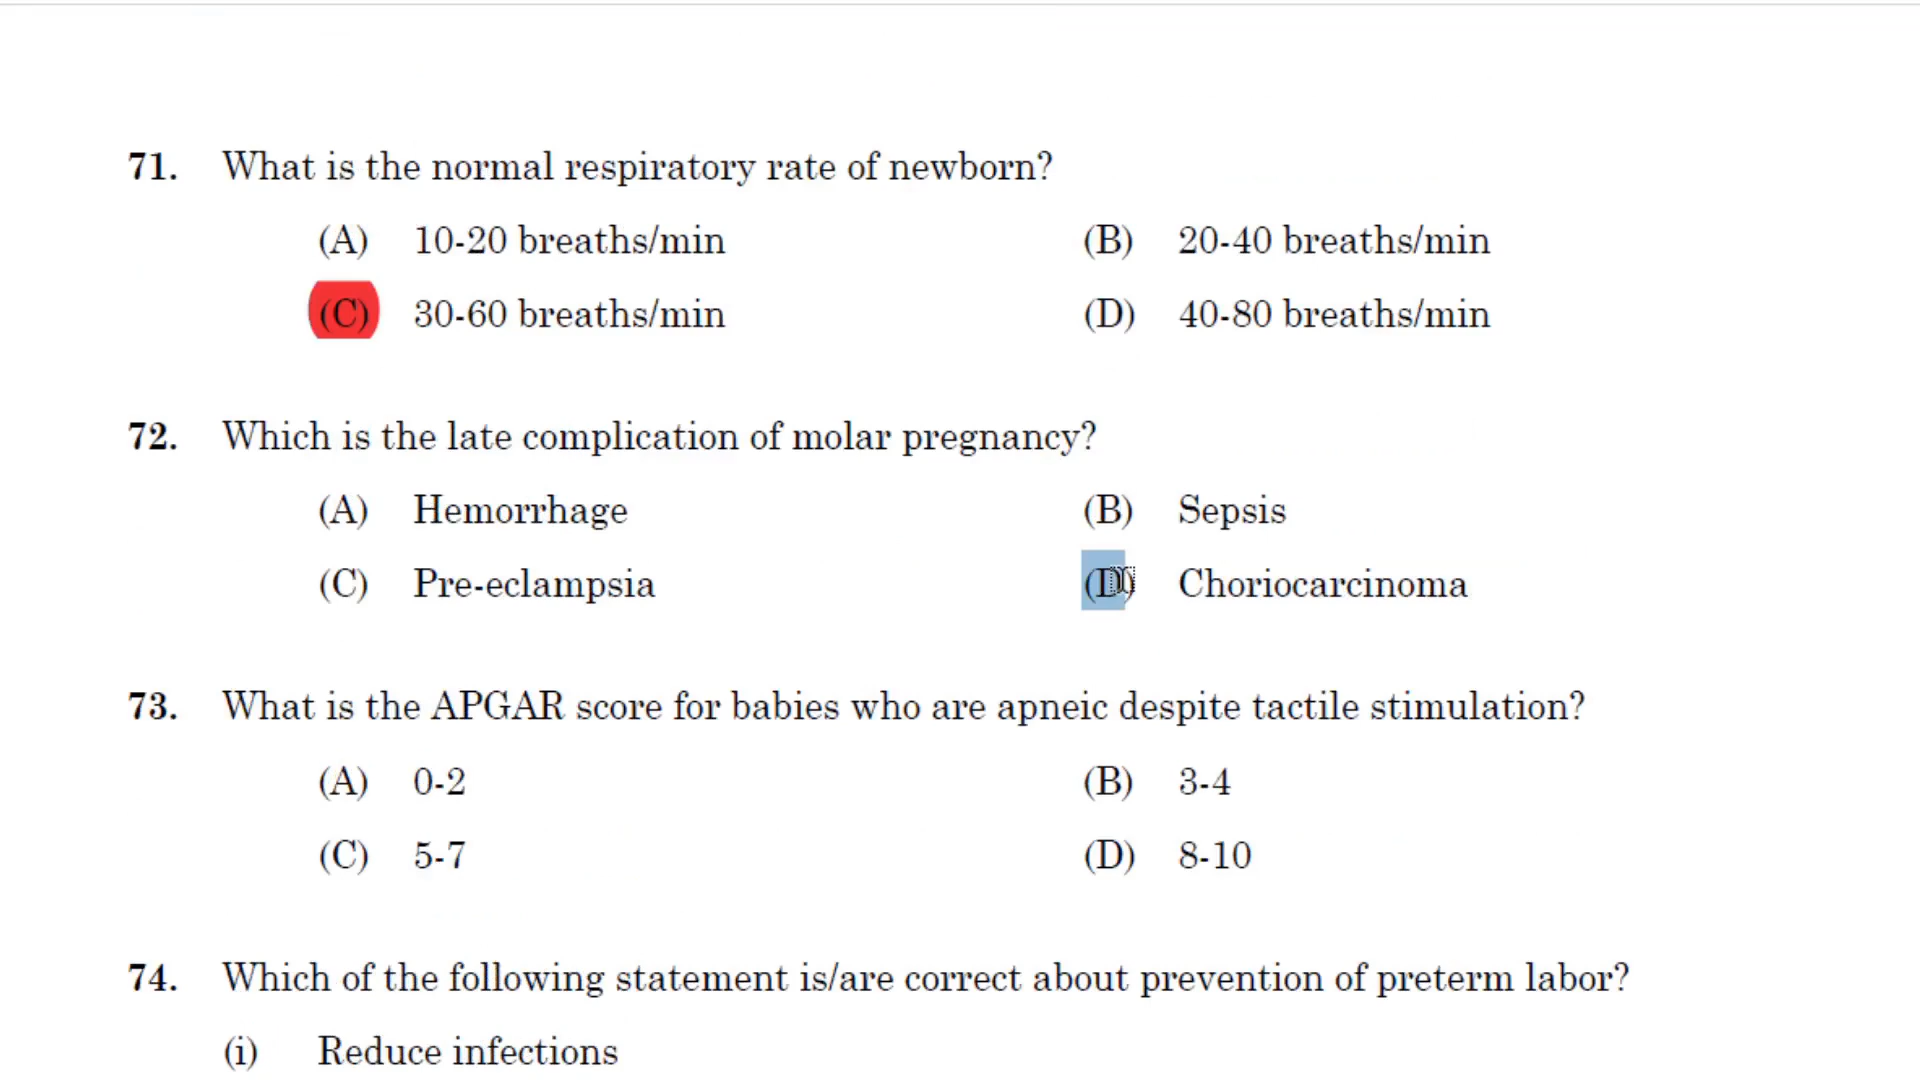 71. What is the normal respiratory rate of newborn?
(A) 10-20 breaths/min (B) 20-40 breaths/min
(C) 30-60 breaths/min (D) 40-80 breaths/min
72. Which is the late complication of molar pregnancy?
(A) Hemorrhage (B) Sepsis
(C) Pre-eclampsia (D) Choriocarcinoma
73. What is the APGAR score for babies who are apneic despite tactile stimulation?
(A) 0-2 (B) 3-4
(C) 5-7 (D) 8-10
74. Which of the following statement is/are correct about prevention of preterm labor?
(i) Reduce infections